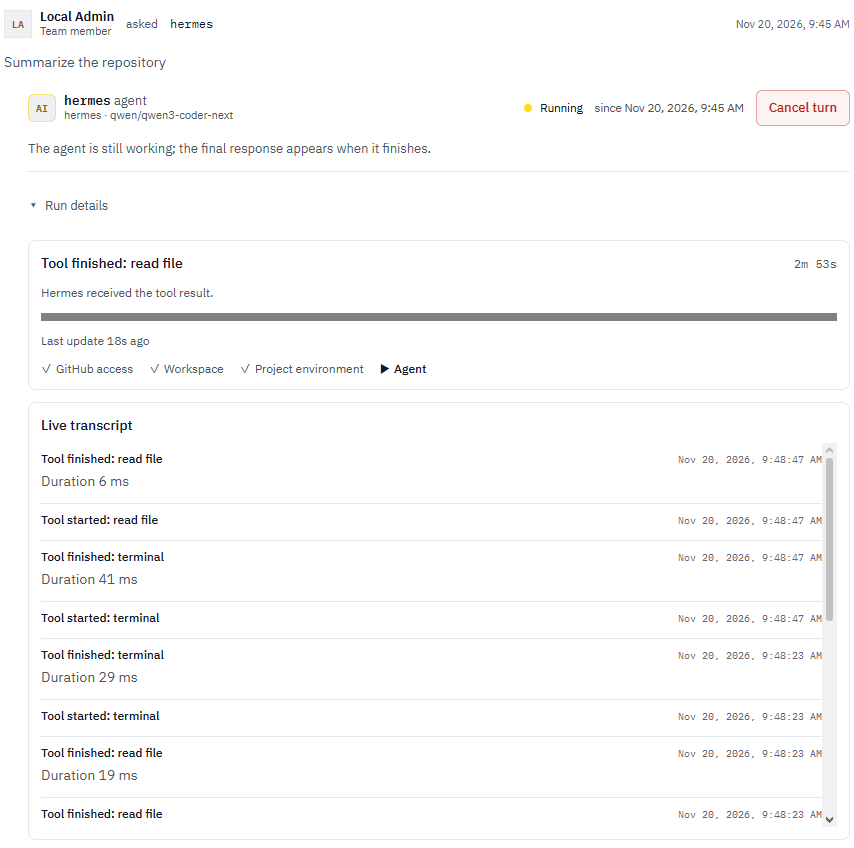 LA Local Admin asked hermes Nov 20, 2026, 9:45 AM
Team member
Summarize the repository
AI hermes agent Running since Nov 20, 2026, 9:45 AM Cancel turn
hermes · qwen/qwen3-coder-next
The agent is still working; the final response appears when it finishes.
▾ Run details
Tool finished: read file 2m 53s
Hermes received the tool result.
Last update 18s ago
✓ GitHub access ✓ Workspace ✓ Project environment ▶ Agent
Live transcript
Tool finished: read file Nov 20, 2026, 9:48:47 AM
Duration 6 ms
Tool started: read file Nov 20, 2026, 9:48:47 AM
Tool finished: terminal Nov 20, 2026, 9:48:47 AM
Duration 41 ms
Tool started: terminal Nov 20, 2026, 9:48:47 AM
Tool finished: terminal Nov 20, 2026, 9:48:23 AM
Duration 29 ms
Tool started: terminal Nov 20, 2026, 9:48:23 AM
Tool finished: read file Nov 20, 2026, 9:48:23 AM
Duration 19 ms
Tool finished: read file Nov 20, 2026, 9:48:23 AM